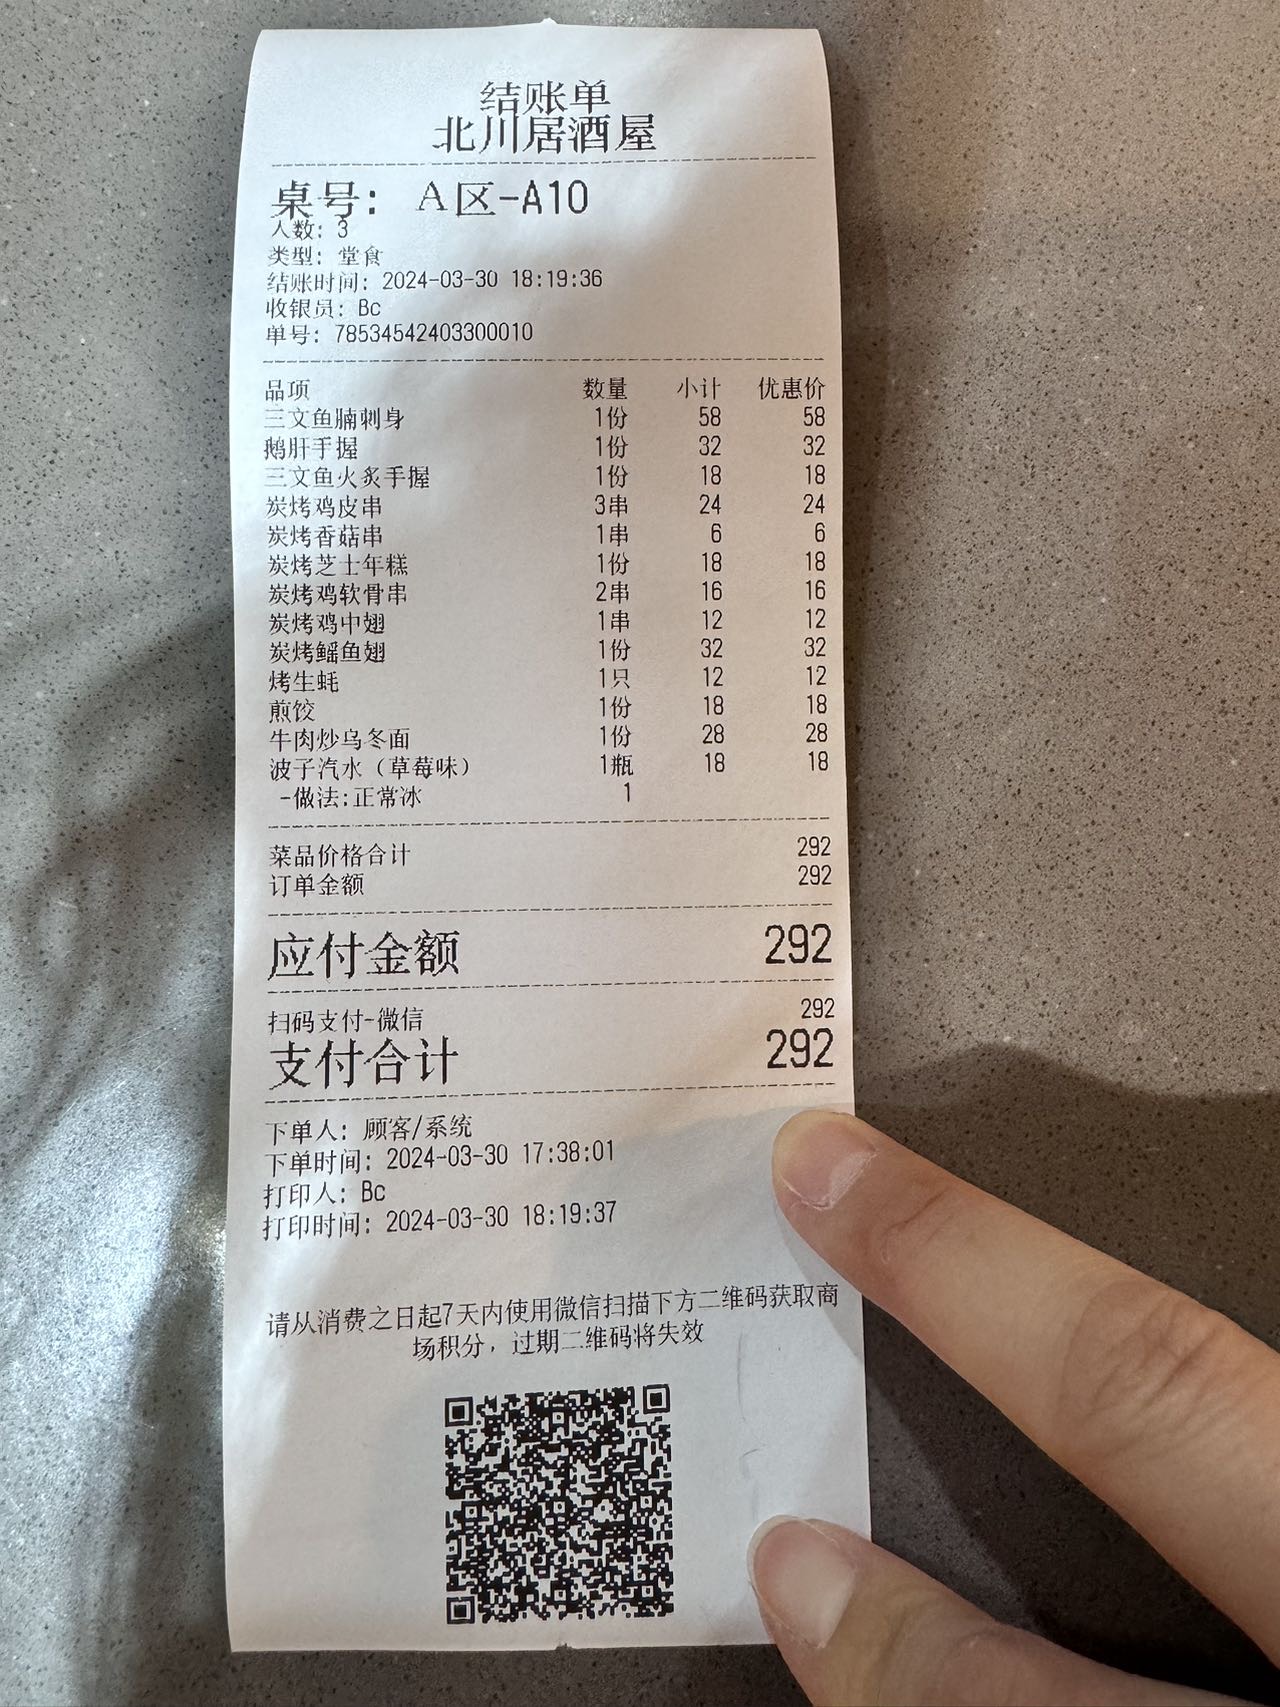 结账单
北川居酒屋
桌号: A区-A10
人数: 3
类型: 堂食
结账时间: 2024-03-30 18:19:36
收银员: Bc
单号: 78534542403300010
品项 数量 小计 优惠价
三文鱼腩刺身 1份 58 58
鹅肝手握 1份 32 32
三文鱼火炙手握 1份 18 18
炭烤鸡皮串 3串 24 24
炭烤香菇串 1串 6 6
炭烤芝士年糕 1份 18 18
炭烤鸡软骨串 2串 16 16
炭烤鸡中翅 1串 12 12
炭烤鳐鱼翅 1份 32 32
烤生蚝 1只 12 12
煎饺 1份 18 18
牛肉炒乌冬面 1份 28 28
波子汽水（草莓味） 1瓶 18 18
-做法:正常冰 1
菜品价格合计 292
订单金额 292
应付金额 292
扫码支付-微信 292
支付合计 292
下单人: 顾客/系统
下单时间: 2024-03-30 17:38:01
打印人: Bc
打印时间: 2024-03-30 18:19:37
请从消费之日起7天内使用微信扫描下方二维码获取商
场积分，过期二维码将失效